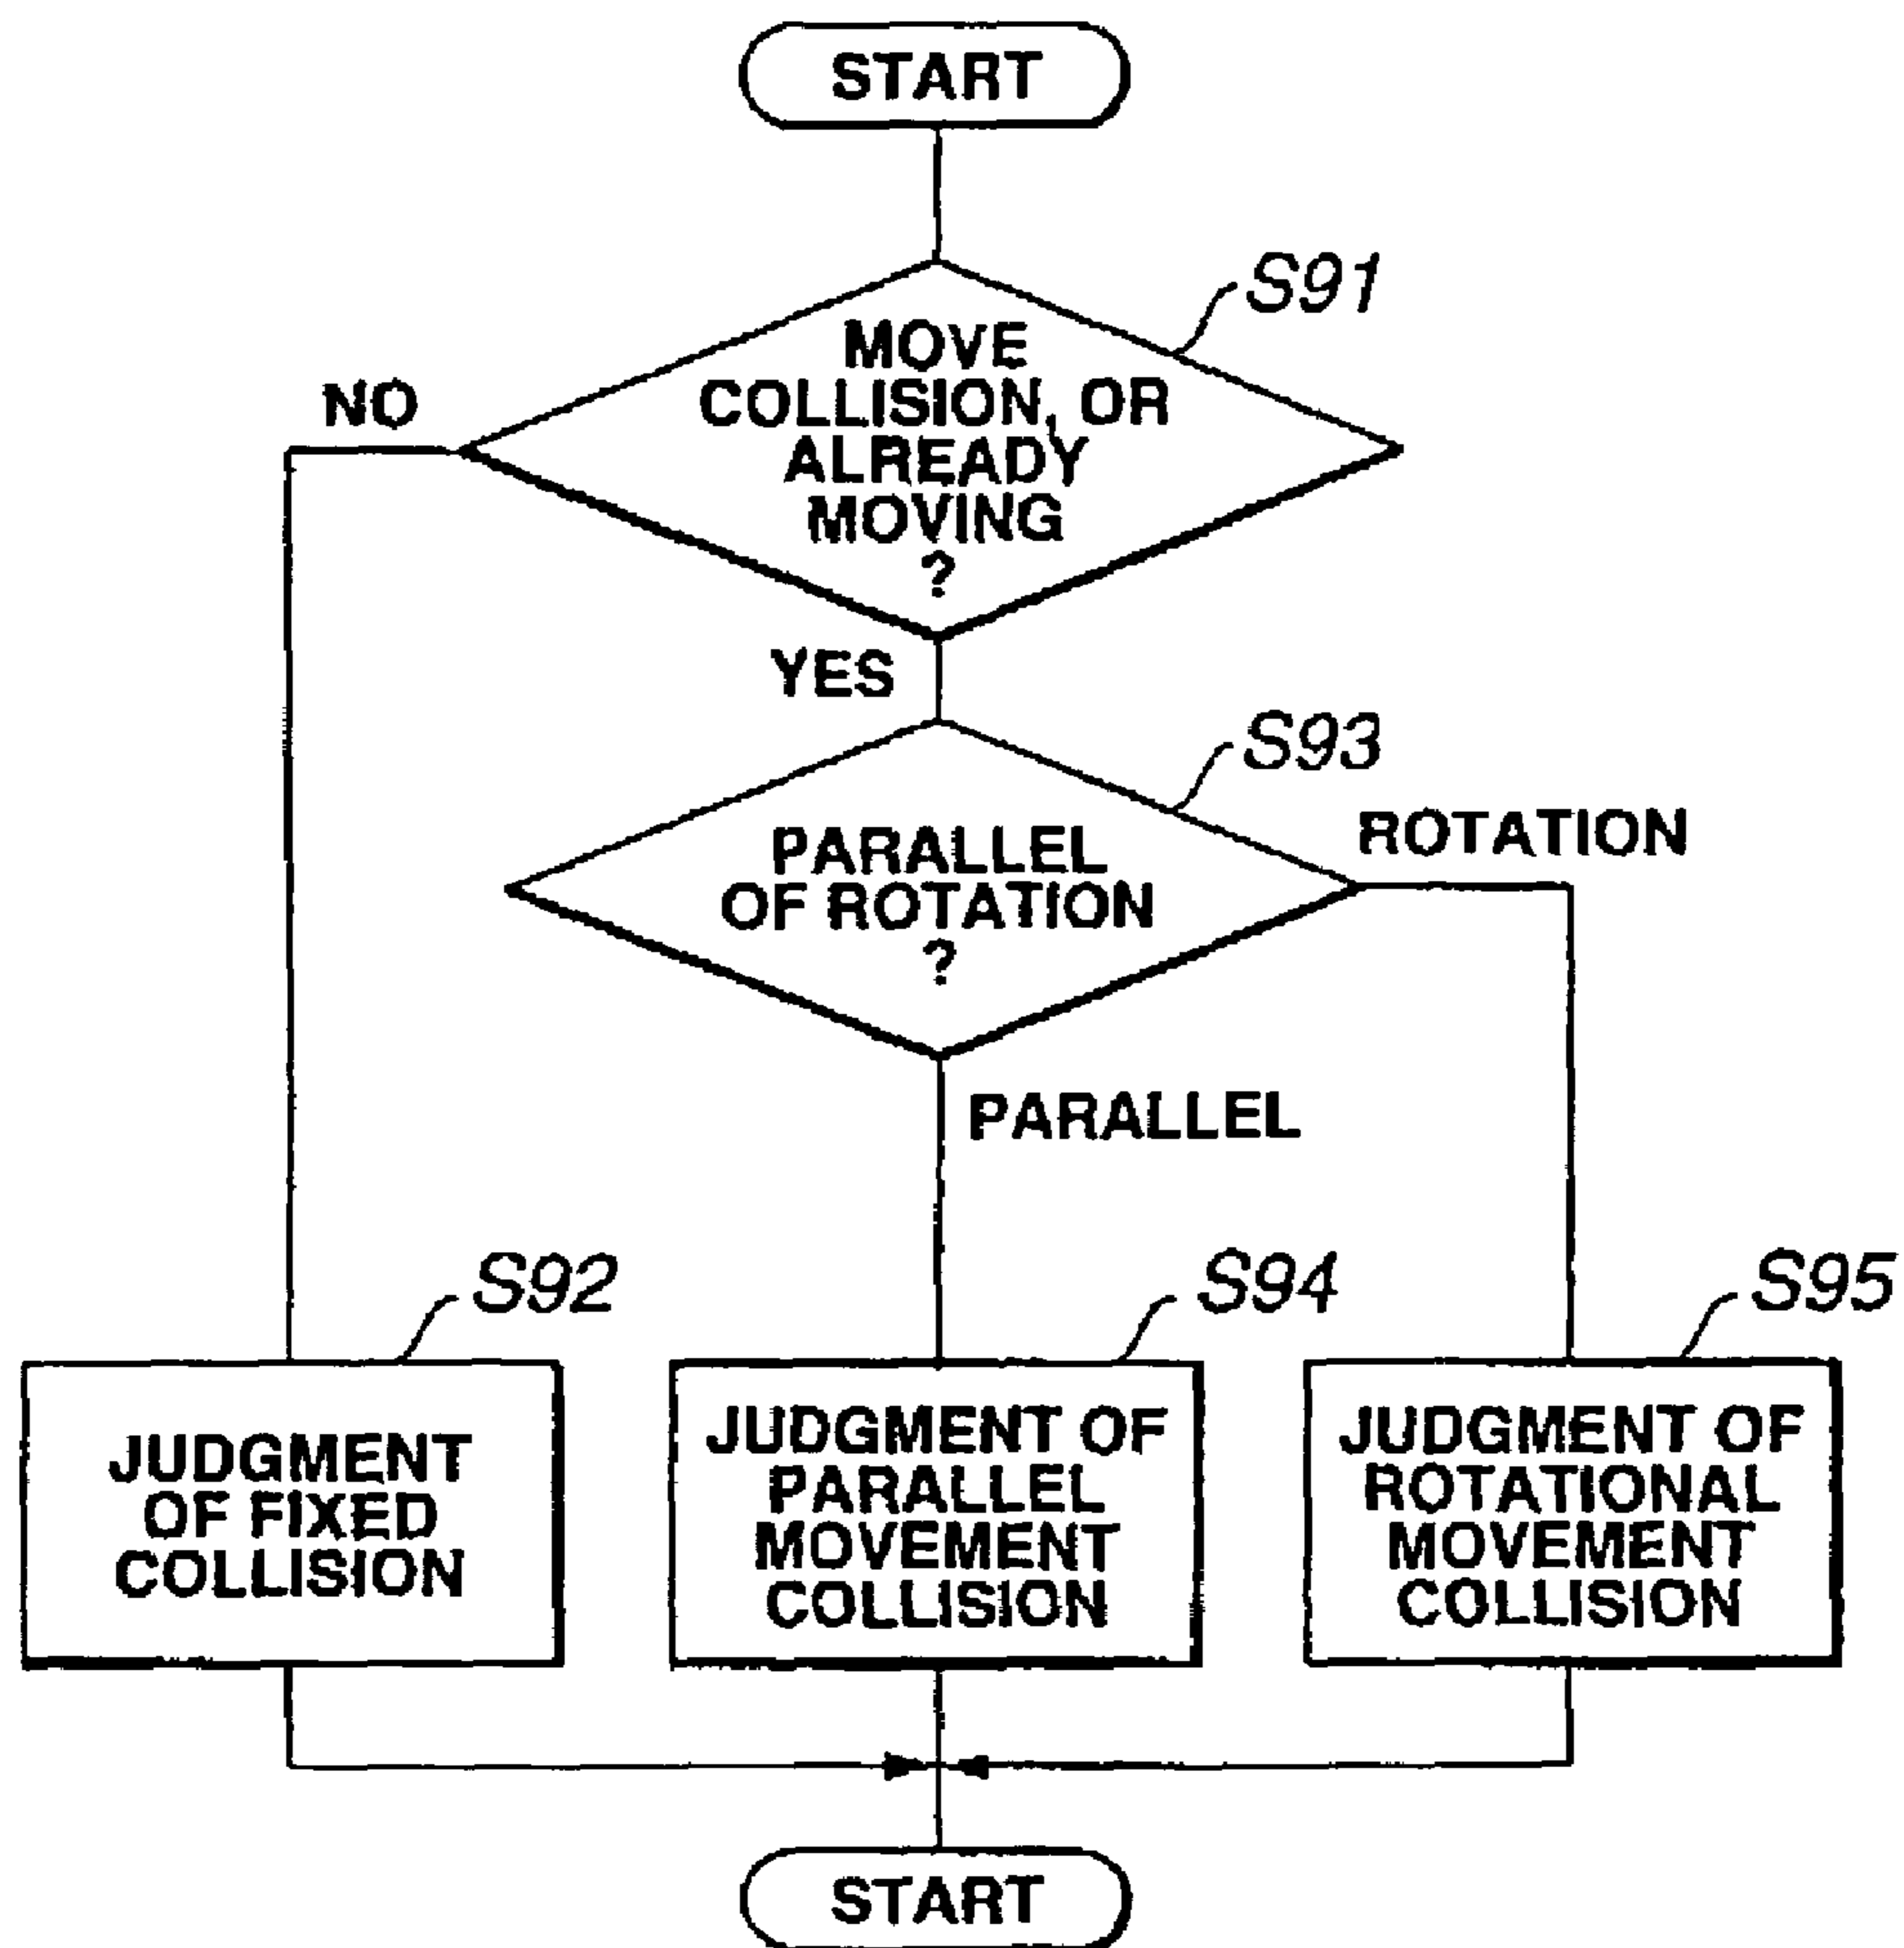 START
S91
MOVE
COLLISION, OR
ALREADY
MOVING
?
NO
YES
S93
PARALLEL
OF ROTATION
?
ROTATION
PARALLEL
S92
S94
S95
JUDGMENT
OF FIXED
COLLISION
JUDGMENT OF
PARALLEL
MOVEMENT
COLLISION
JUDGMENT OF
ROTATIONAL
MOVEMENT
COLLISION
START